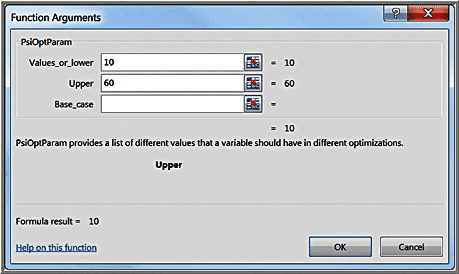 Function Arguments
PsiOptParam
Values_or_lower 10 = 10
Upper 60 = 60
Base_case =
= 10
PsiOptParam provides a list of different values that a variable should have in different optimizations.
Upper
Formula result = 10
Help on this function
OK Cancel